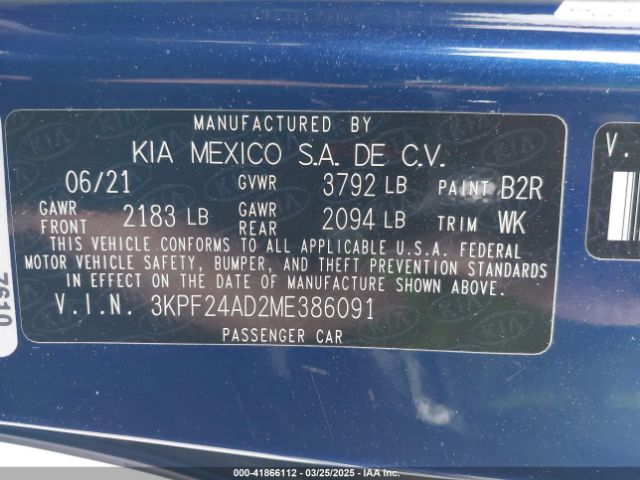 MANUFACTURED BY
KIA MEXICO S.A. DE C.V.
06/21 GVWR 3792 LB PAINT B2R
GAWR FRONT 2183 LB GAWR REAR 2094 LB TRIM WK
THIS VEHICLE CONFORMS TO ALL APPLICABLE U.S.A. FEDERAL
MOTOR VEHICLE SAFETY, BUMPER, AND THEFT PREVENTION STANDARDS
IN EFFECT ON THE DATE OF MANUFACTURE SHOWN ABOVE.
V.I.N. 3KPF24AD2ME386091
PASSENGER CAR
V.
7610
000-41866112 — 03/25/2025 — IAA Inc.